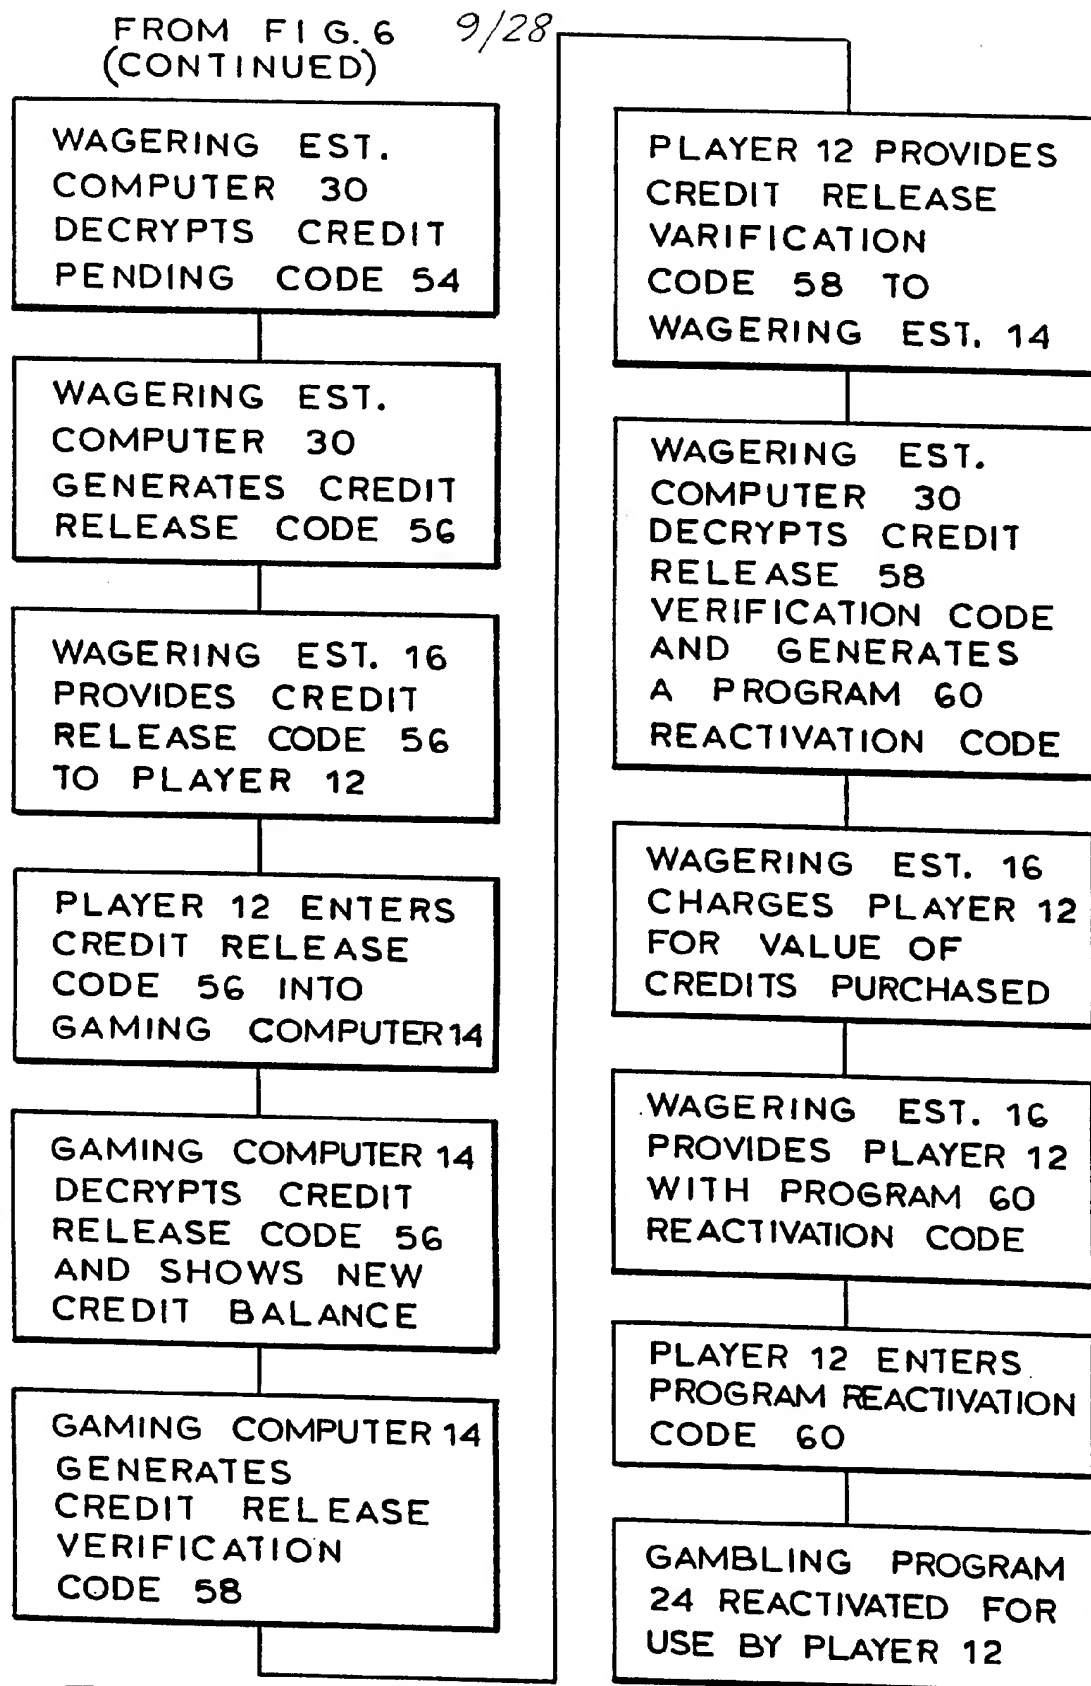 FROM FIG. 6
(CONTINUED)
9/28
WAGERING EST.
COMPUTER 30
DECRYPTS CREDIT
PENDING CODE 54
WAGERING EST.
COMPUTER 30
GENERATES CREDIT
RELEASE CODE 56
WAGERING EST. 16
PROVIDES CREDIT
RELEASE CODE 56
TO PLAYER 12
PLAYER 12 ENTERS
CREDIT RELEASE
CODE 56 INTO
GAMING COMPUTER 14
GAMING COMPUTER 14
DECRYPTS CREDIT
RELEASE CODE 56
AND SHOWS NEW
CREDIT BALANCE
GAMING COMPUTER 14
GENERATES
CREDIT RELEASE
VERIFICATION
CODE 58
PLAYER 12 PROVIDES
CREDIT RELEASE
VARIFICATION
CODE 58 TO
WAGERING EST. 14
WAGERING EST.
COMPUTER 30
DECRYPTS CREDIT
RELEASE 58
VERIFICATION CODE
AND GENERATES
A PROGRAM 60
REACTIVATION CODE
WAGERING EST. 16
CHARGES PLAYER 12
FOR VALUE OF
CREDITS PURCHASED
WAGERING EST. 16
PROVIDES PLAYER 12
WITH PROGRAM 60
REACTIVATION CODE
PLAYER 12 ENTERS
PROGRAM REACTIVATION
CODE 60
GAMBLING PROGRAM
24 REACTIVATED FOR
USE BY PLAYER 12